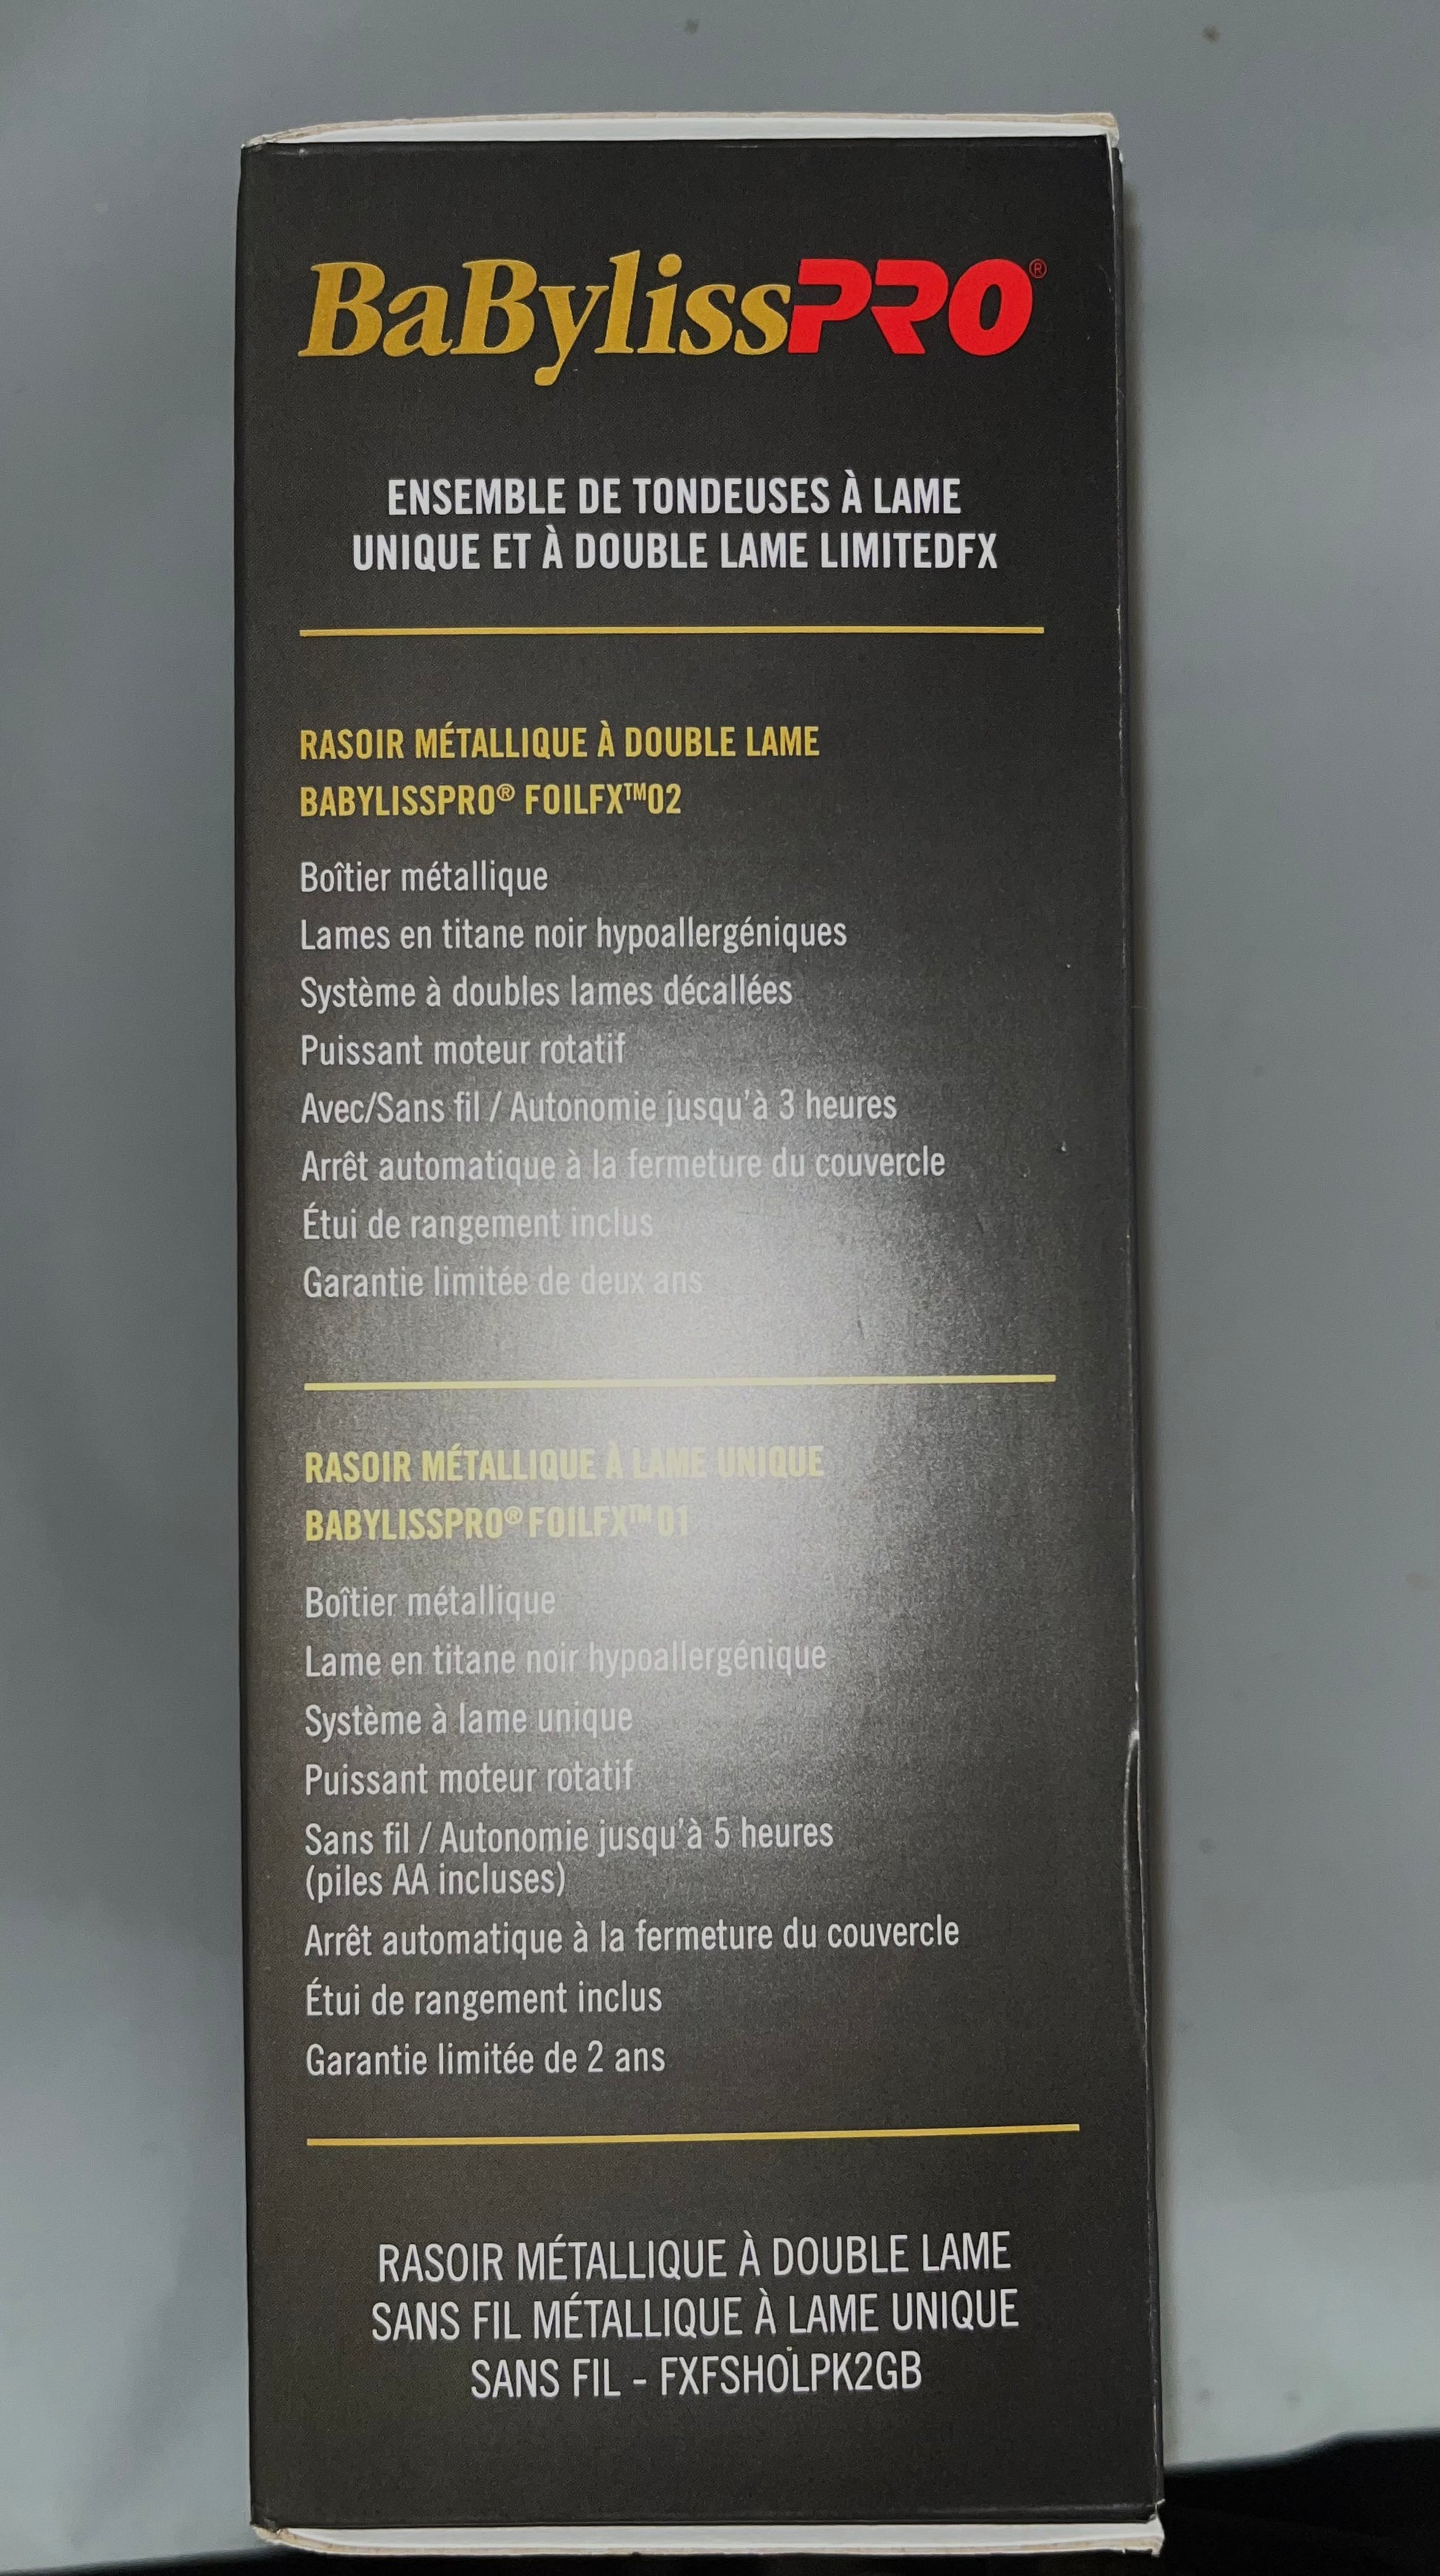 BaBylissPRO®
ENSEMBLE DE TONDEUSES À LAME
UNIQUE ET À DOUBLE LAME LIMITEDFX
RASOIR MÉTALLIQUE À DOUBLE LAME
BABYLISSPRO® FOILFX™02
Boîtier métallique
Lames en titane noir hypoallergéniques
Système à doubles lames décallées
Puissant moteur rotatif
Avec/Sans fil / Autonomie jusqu'à 3 heures
Arrêt automatique à la fermeture du couvercle
Étui de rangement inclus
Garantie limitée de deux ans
RASOIR MÉTALLIQUE À LAME UNIQUE
BABYLISSPRO® FOILFX™01
Boîtier métallique
Lame en titane noir hypoallergénique
Système à lame unique
Puissant moteur rotatif
Sans fil / Autonomie jusqu'à 5 heures
(piles AA incluses)
Arrêt automatique à la fermeture du couvercle
Étui de rangement inclus
Garantie limitée de 2 ans
RASOIR MÉTALLIQUE À DOUBLE LAME
SANS FIL MÉTALLIQUE À LAME UNIQUE
SANS FIL - FXFSHOLPK2GB